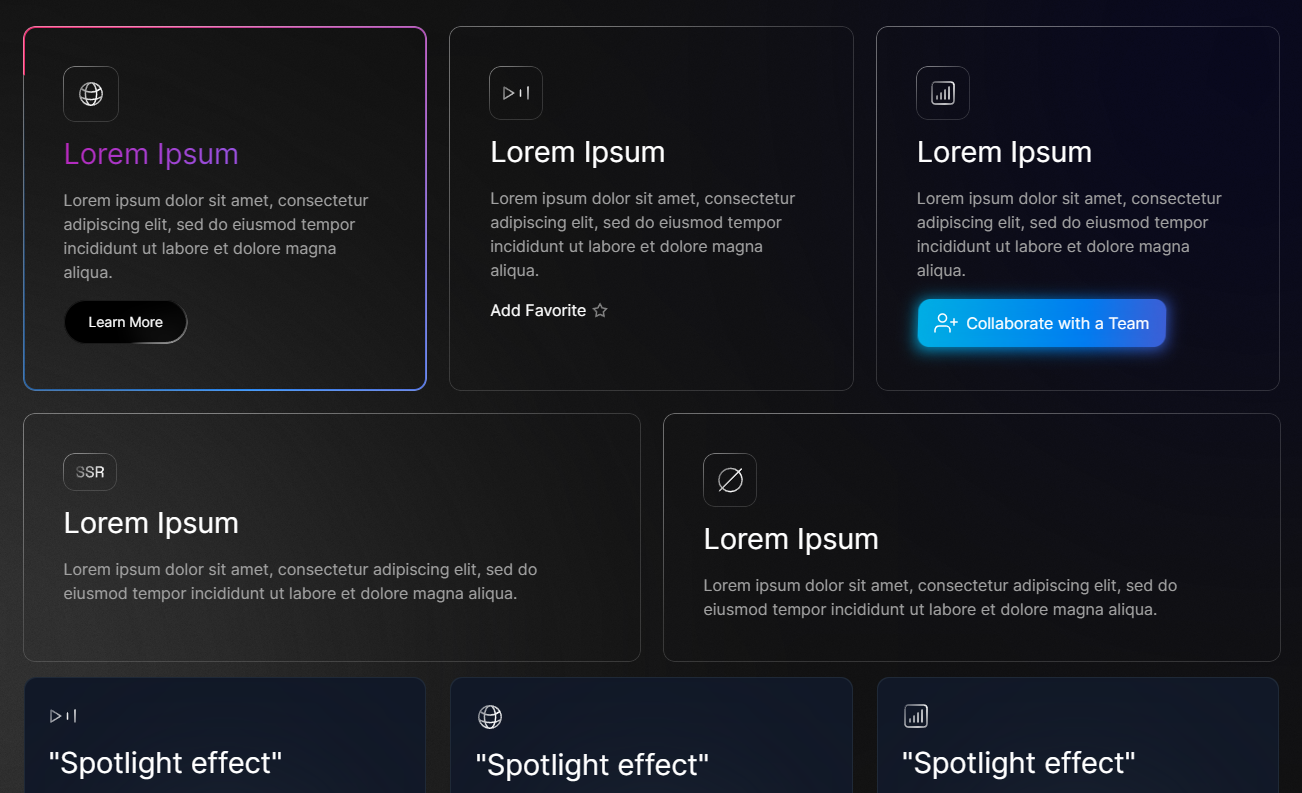 Lorem Ipsum
Lorem ipsum dolor sit amet, consectetur
adipiscing elit, sed do eiusmod tempor
incididunt ut labore et dolore magna
aliqua.
Learn More
Lorem Ipsum
Lorem ipsum dolor sit amet, consectetur
adipiscing elit, sed do eiusmod tempor
incididunt ut labore et dolore magna
aliqua.
Add Favorite
Lorem Ipsum
Lorem ipsum dolor sit amet, consectetur
adipiscing elit, sed do eiusmod tempor
incididunt ut labore et dolore magna
aliqua.
Collaborate with a Team
SSR
Lorem Ipsum
Lorem ipsum dolor sit amet, consectetur adipiscing elit, sed do
eiusmod tempor incididunt ut labore et dolore magna aliqua.
Lorem Ipsum
Lorem ipsum dolor sit amet, consectetur adipiscing elit, sed do
eiusmod tempor incididunt ut labore et dolore magna aliqua.
"Spotlight effect"
"Spotlight effect"
"Spotlight effect"